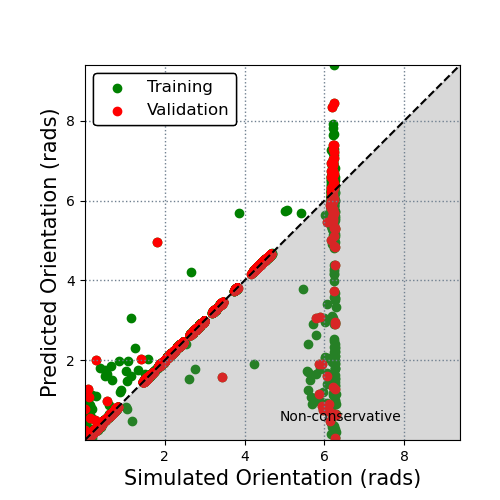 Training
Validation
Predicted Orientation (rads)
8
6
4
2
Non-conservative
2 4 6 8
Simulated Orientation (rads)